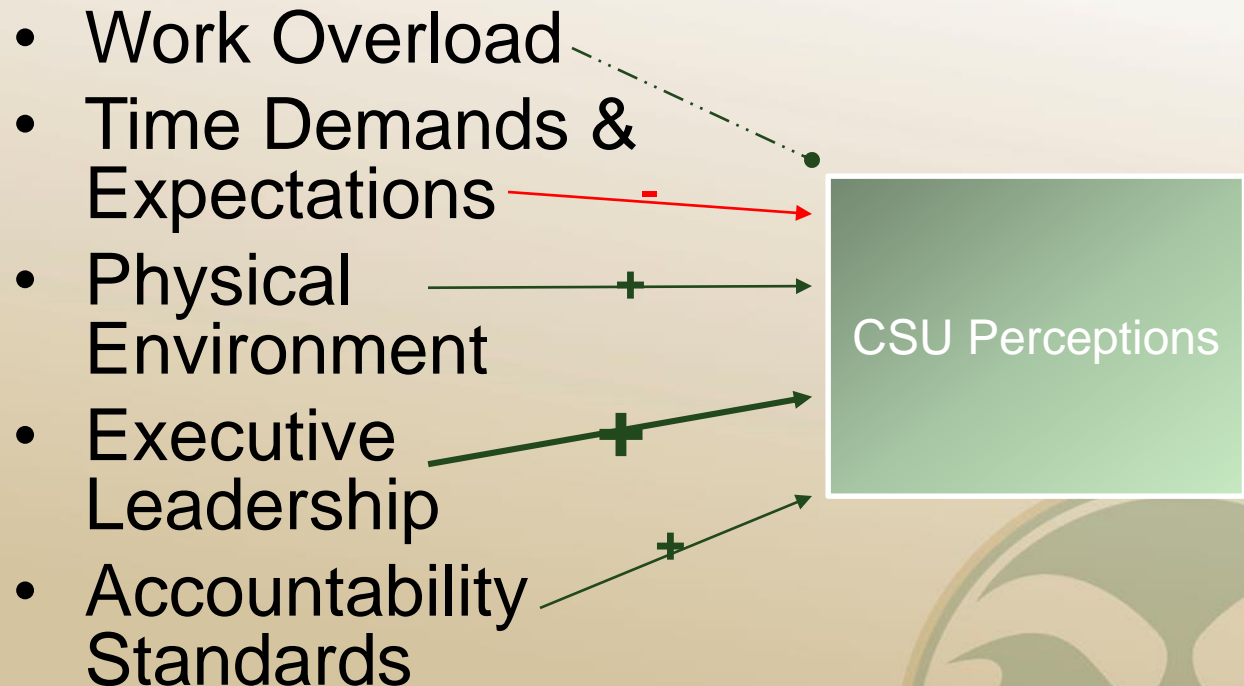 • Work Overload
• Time Demands &
Expectations
-
• Physical
Environment
+
CSU Perceptions
• Executive
Leadership
+
• Accountability
Standards
+